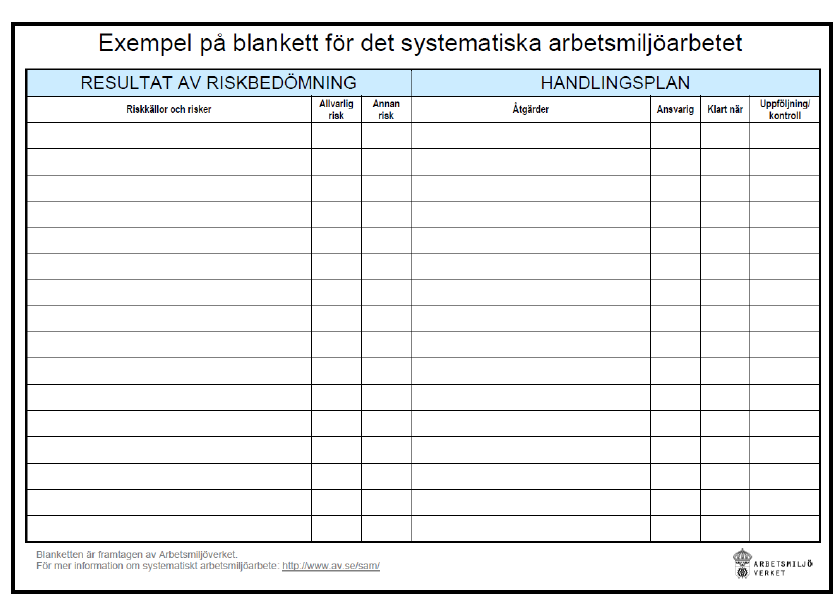 Exempel på blankett för det systematiska arbetsmiljöarbetet
RESULTAT AV RISKBEDÖMNING
HANDLINGSPLAN
Riskkällor och risker
Allvarlig
risk
Annan
risk
Åtgärder
Ansvarig
Klart när
Uppföljning/
kontroll
Blanketten är framtagen av Arbetsmiljöverket.
För mer information om systematiskt arbetsmiljöarbete: http://www.av.se/sam/
ARBETSMILJÖ
VERKET